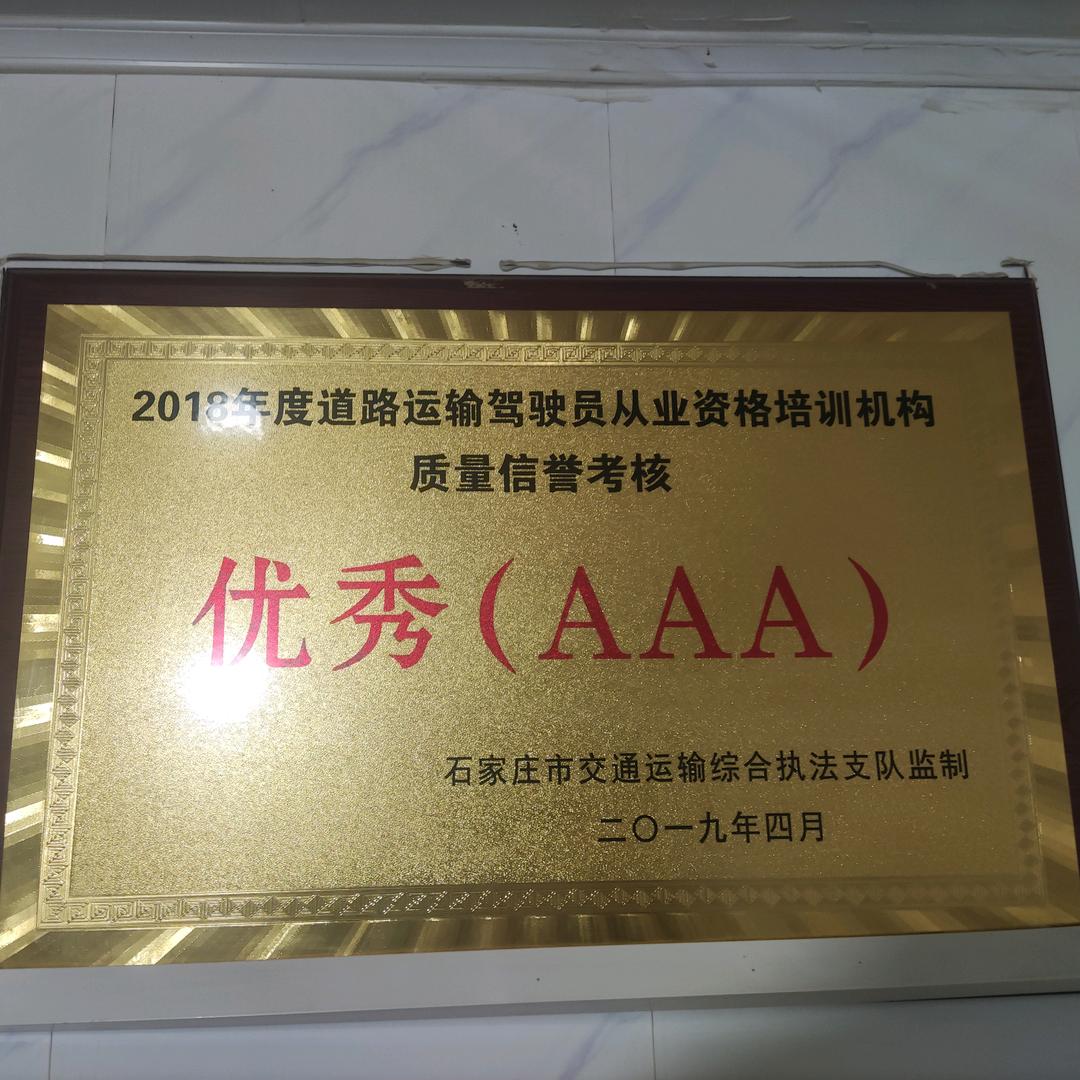 2018年度道路运输驾驶员从业资格培训机构
质量信誉考核
优秀(AAA)
石家庄市交通运输综合执法支队监制
二〇一九年四月